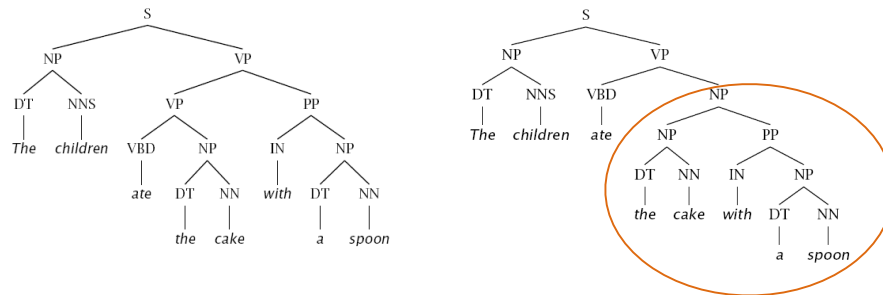 S
NP VP
DT NNS VP PP
The children VBD NP IN NP
ate DT NN with DT NN
the cake a spoon
S
NP VP
DT NNS VBD NP
The children ate NP PP
DT NN IN NP
the cake with DT NN
a spoon